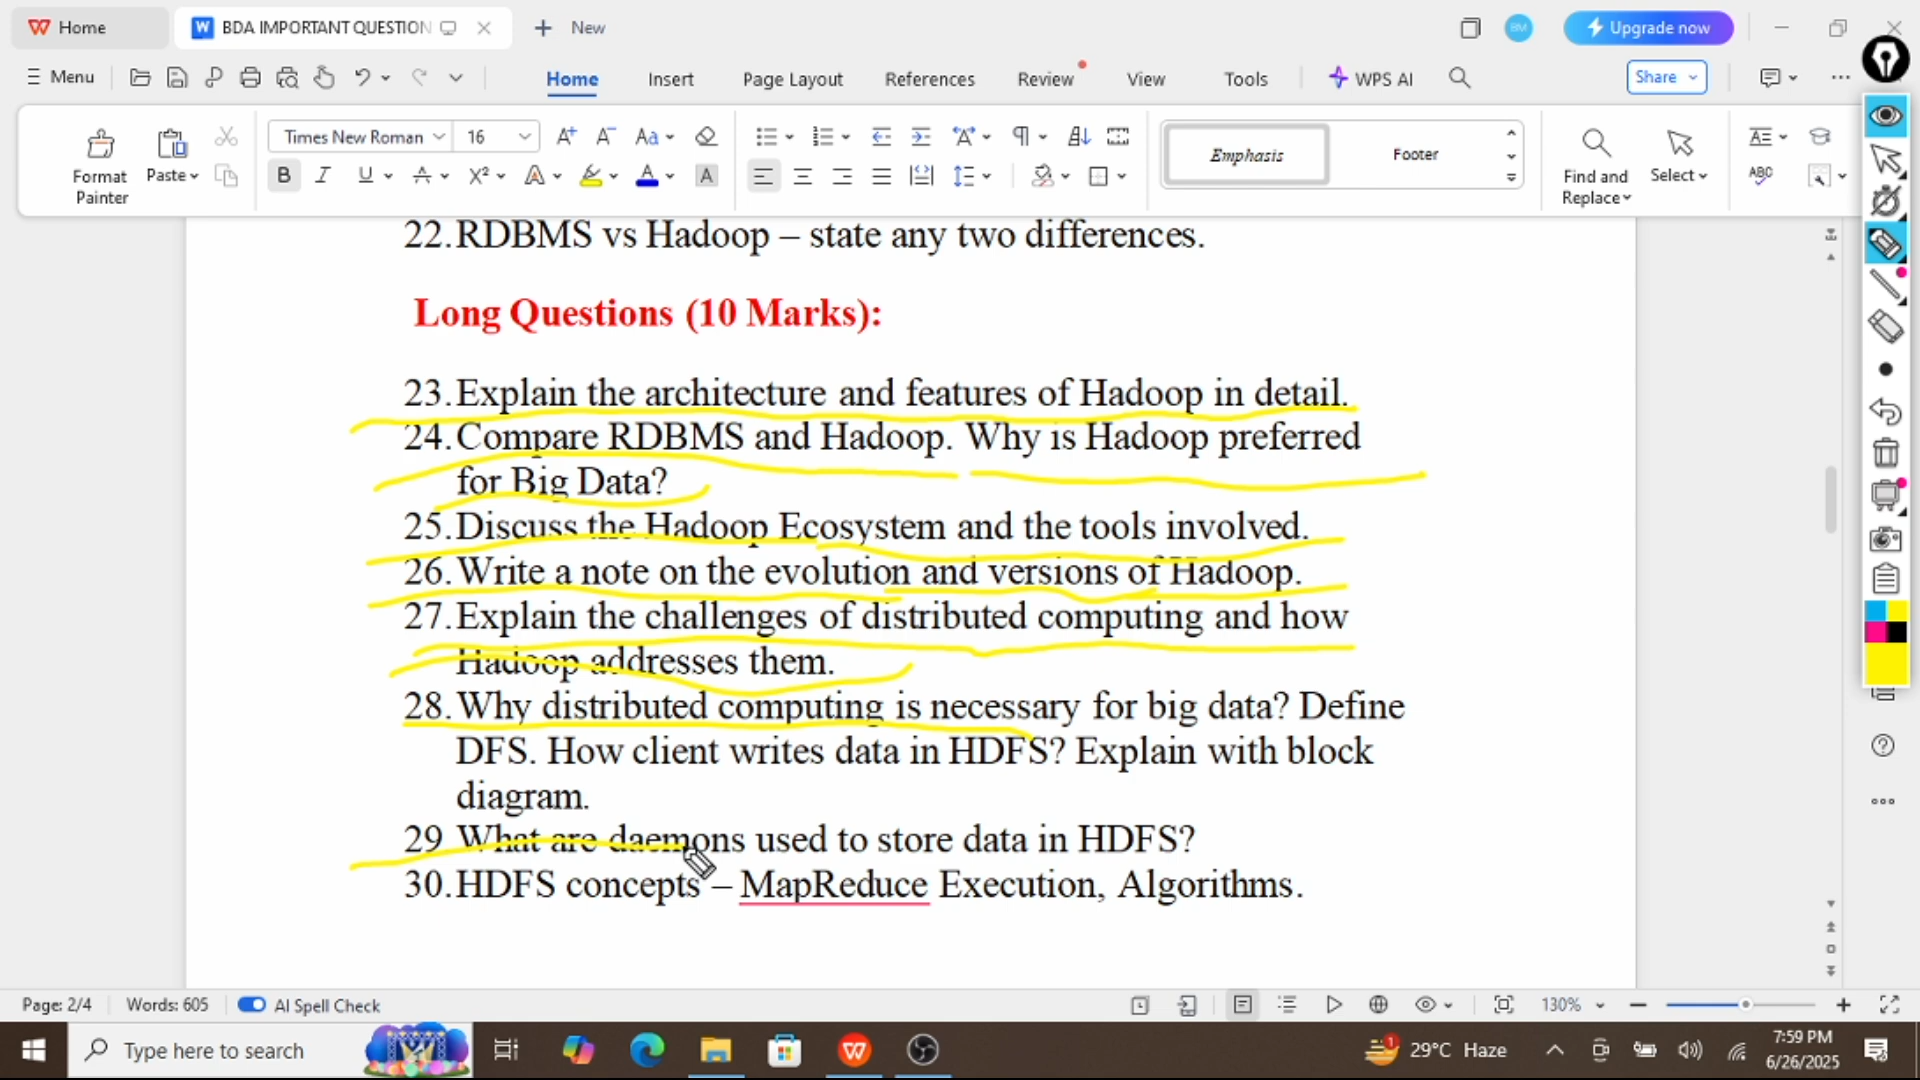 Home
BDA IMPORTANT QUESTION
New
BM
Upgrade now
Menu
Home
Insert
Page Layout
References
Review
View
Tools
WPS AI
Share
Format
Painter
Paste
Times New Roman
16
Emphasis
Footer
Find and
Replace
Select
22. RDBMS vs Hadoop – state any two differences.
Long Questions (10 Marks):
23. Explain the architecture and features of Hadoop in detail.
24. Compare RDBMS and Hadoop. Why is Hadoop preferred
for Big Data?
25. Discuss the Hadoop Ecosystem and the tools involved.
26. Write a note on the evolution and versions of Hadoop.
27. Explain the challenges of distributed computing and how
Hadoop addresses them.
28. Why distributed computing is necessary for big data? Define
DFS. How client writes data in HDFS? Explain with block
diagram.
29 What are daemons used to store data in HDFS?
30. HDFS concepts – MapReduce Execution, Algorithms.
Page: 2/4
Words: 605
AI Spell Check
130%
Type here to search
1
29°C Haze
7:59 PM
6/26/2025